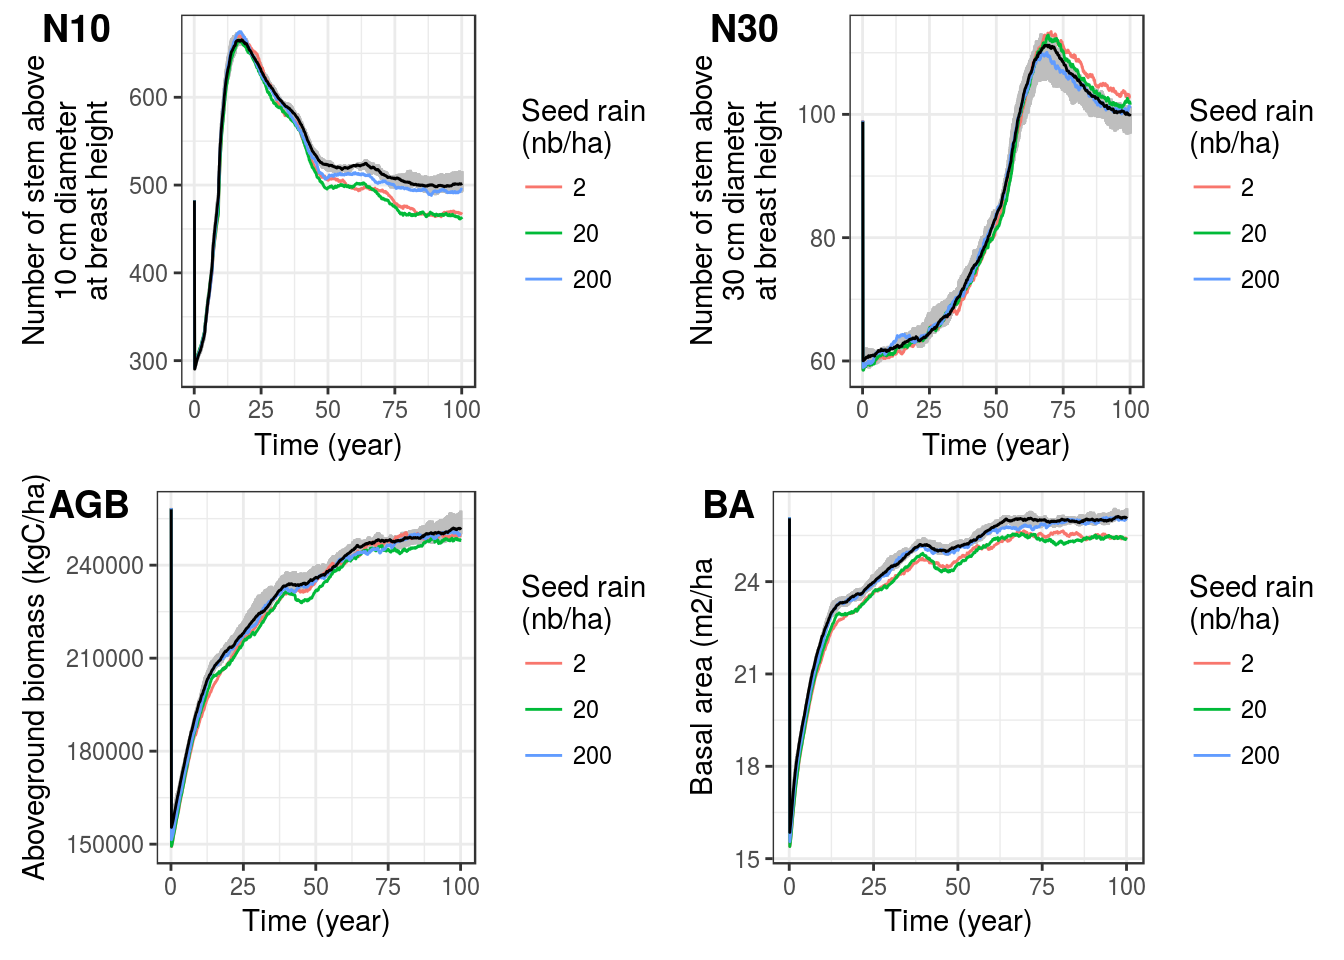 N10
Number of stem above
10 cm diameter
at breast height
600
500
400
300
0 25 50 75 100
Time (year)
Seed rain
(nb/ha)
2
20
200
N30
Number of stem above
30 cm diameter
at breast height
100
80
60
0 25 50 75 100
Time (year)
Seed rain
(nb/ha)
2
20
200
AGB
Aboveground biomass (kgC/ha)
240000
210000
180000
150000
0 25 50 75 100
Time (year)
Seed rain
(nb/ha)
2
20
200
BA
Basal area (m2/ha
24
21
18
15
0 25 50 75 100
Time (year)
Seed rain
(nb/ha)
2
20
200